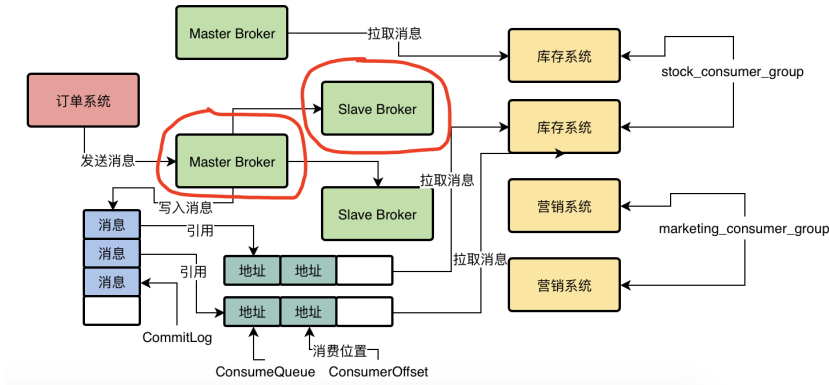 Master Broker
拉取消息
库存系统
stock_consumer_group
订单系统
Slave Broker
库存系统
发送消息
Master Broker
拉取消息
写入消息
Slave Broker
营销系统
marketing_consumer_group
消息
引用
消息
引用
地址
地址
拉取消息
营销系统
消息
地址
地址
CommitLog
消费位置
ConsumeQueue
ConsumerOffset